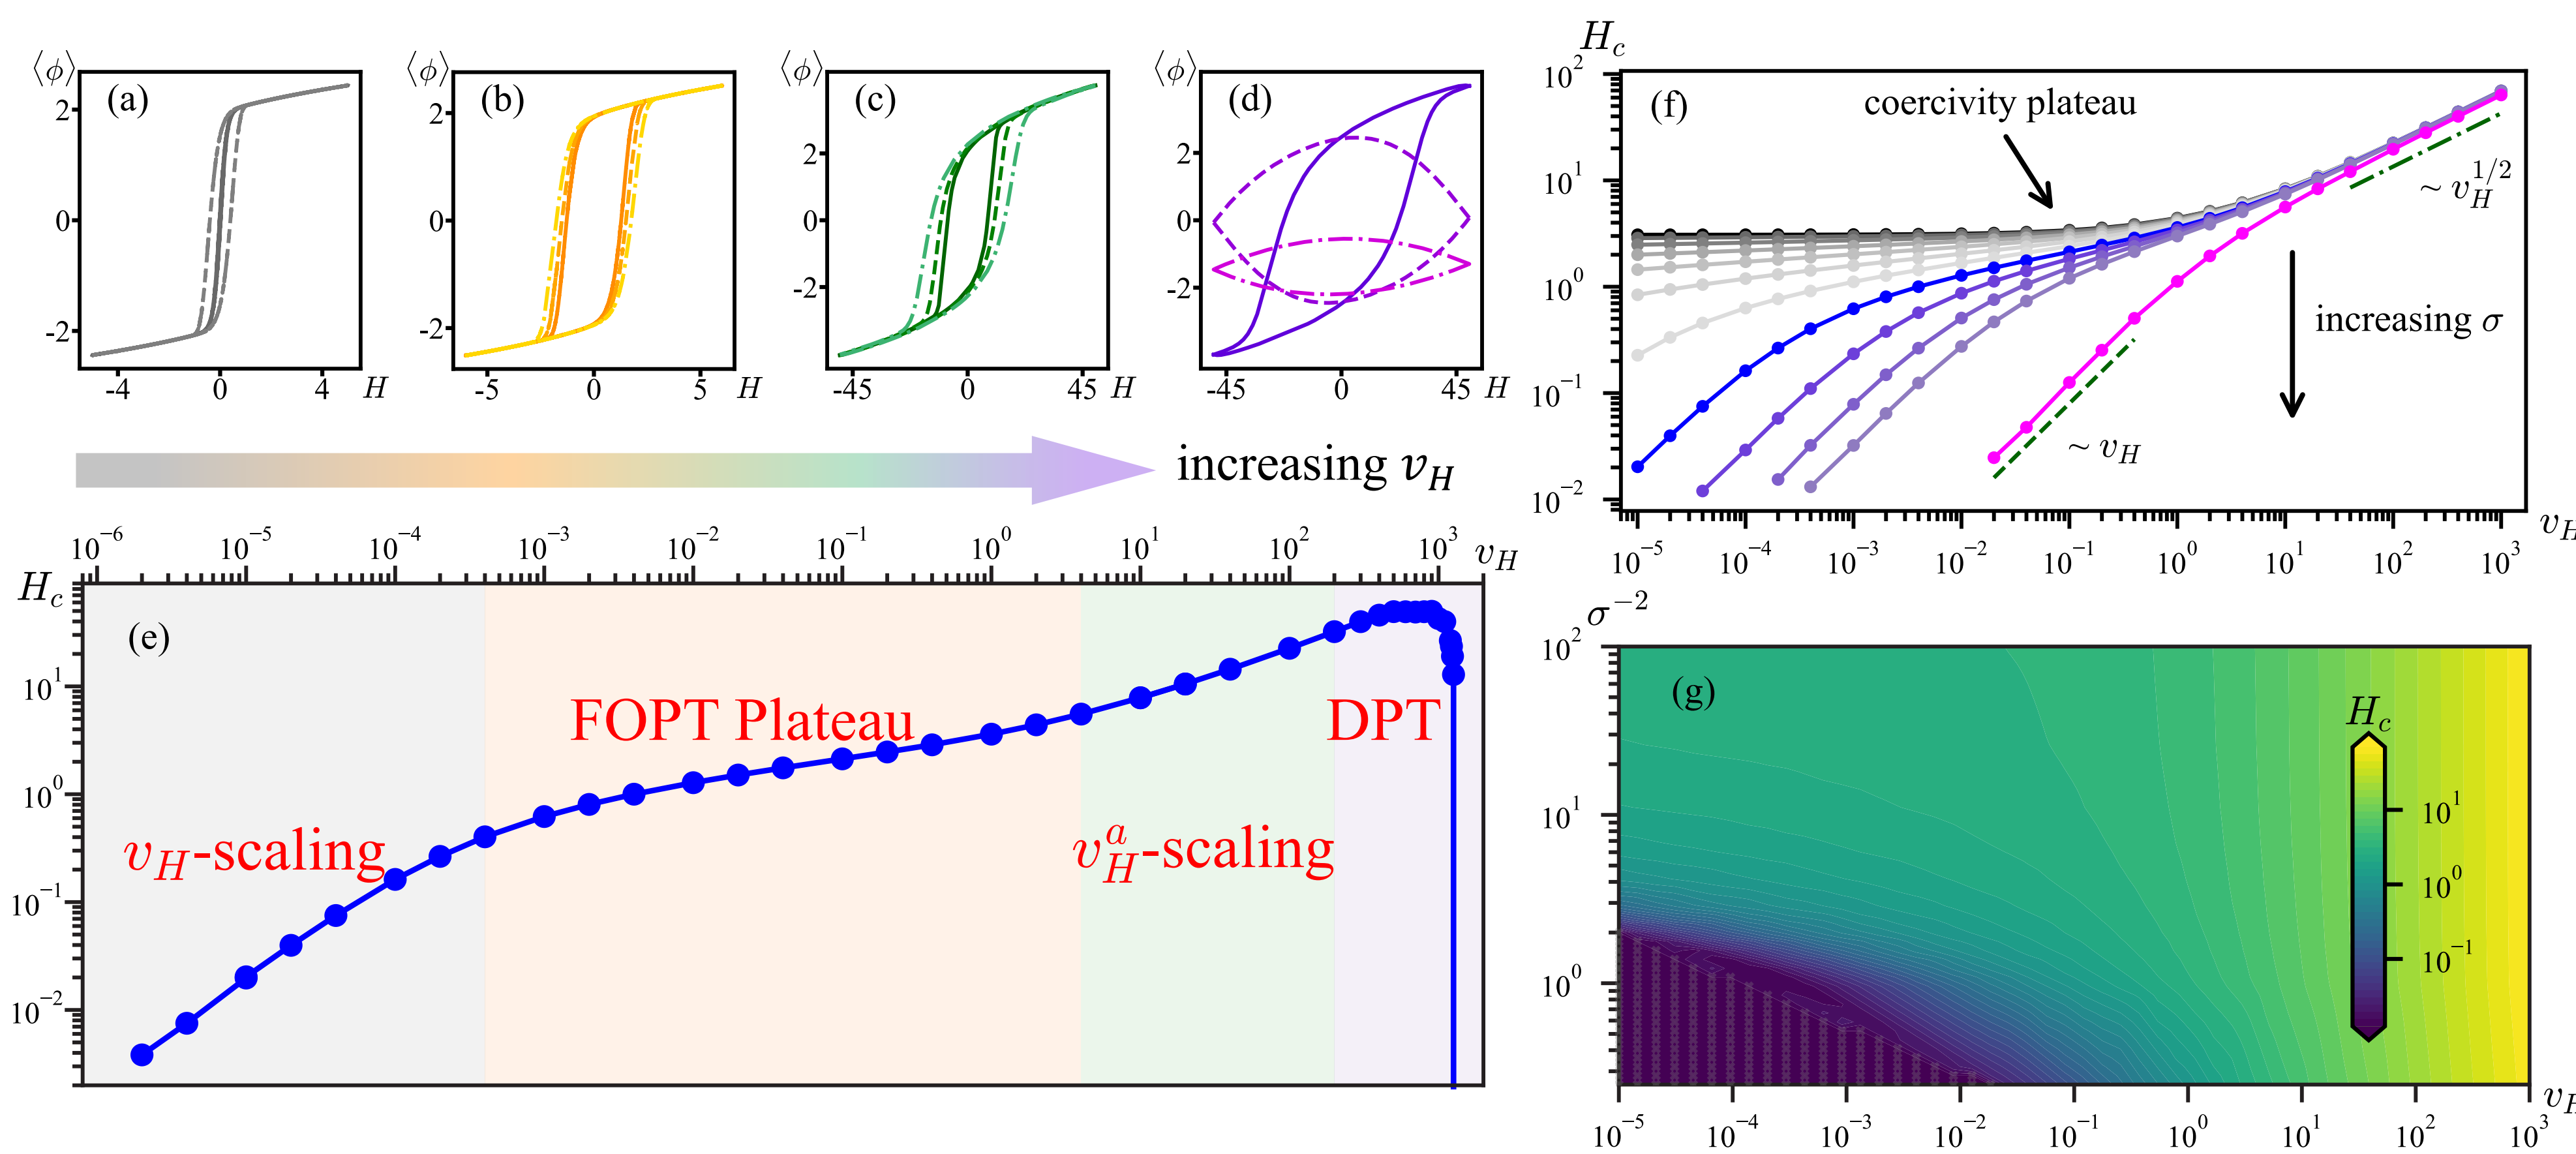 ⟨ϕ⟩ (a) 2 0 -2 -4 0 4 H
⟨ϕ⟩ (b) 2 0 -2 -5 0 5 H
⟨ϕ⟩ (c) 2 0 -2 -45 0 45 H
⟨ϕ⟩ (d) 2 0 -2 -45 0 45 H
increasing v_H
10^−6 10^−5 10^−4 10^−3 10^−2 10^−1 10^0 10^1 10^2 10^3 v_H
H_c
(e)
10^1
10^0
10^−1
10^−2
FOPT Plateau
DPT
v_H-scaling
v_H^a-scaling
H_c
(f)
10^2
10^1
10^0
10^−1
10^−2
coercivity plateau
~ v_H^{1/2}
increasing σ
~ v_H
10^−5 10^−4 10^−3 10^−2 10^−1 10^0 10^1 10^2 10^3 v_H
σ^−2
(g)
10^2
10^1
10^0
H_c
10^1
10^0
10^−1
10^−5 10^−4 10^−3 10^−2 10^−1 10^0 10^1 10^2 10^3 v_H